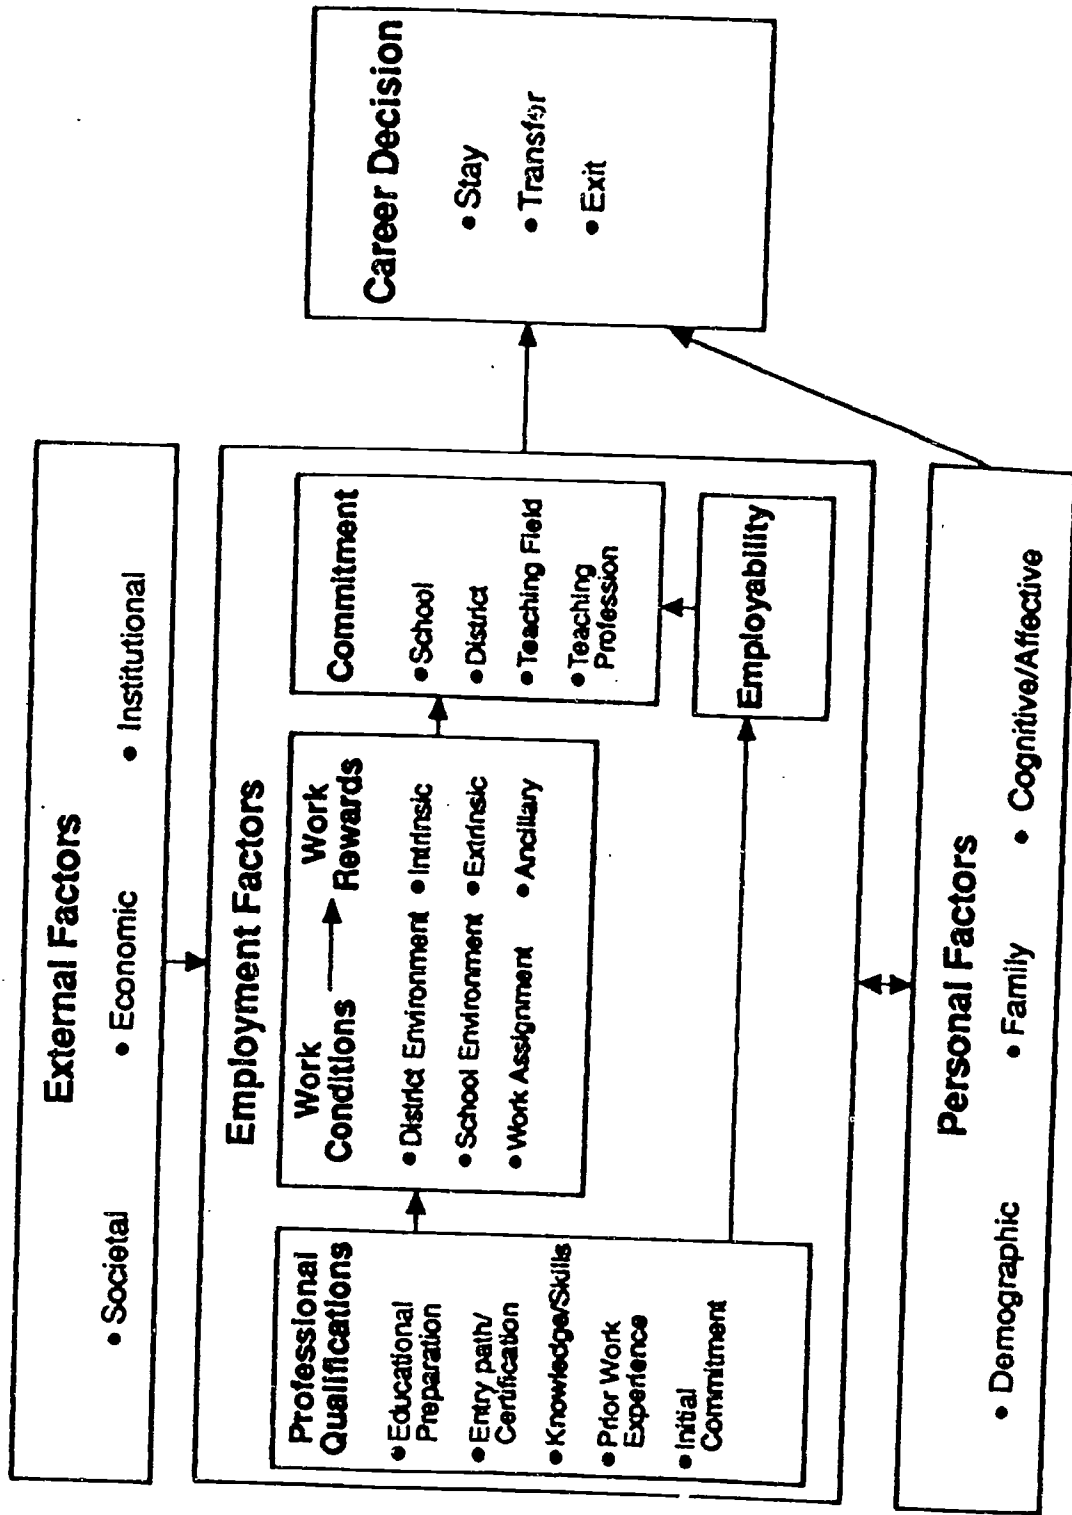 External Factors
• Societal
• Economic
• Institutional
Employment Factors
Professional
Qualifications
• Educational
Preparation
• Entry path/
Certification
• Knowledge/Skills
• Prior Work
Experience
• Initial
Commitment
Work
Conditions
• District Environment
• School Environment
• Work Assignment
Work
Rewards
• Intrinsic
• Extrinsic
• Ancillary
Commitment
• School
• District
• Teaching Field
• Teaching
Profession
Employability
Personal Factors
• Demographic
• Family
• Cognitive/Affective
Career Decision
• Stay
• Transfer
• Exit